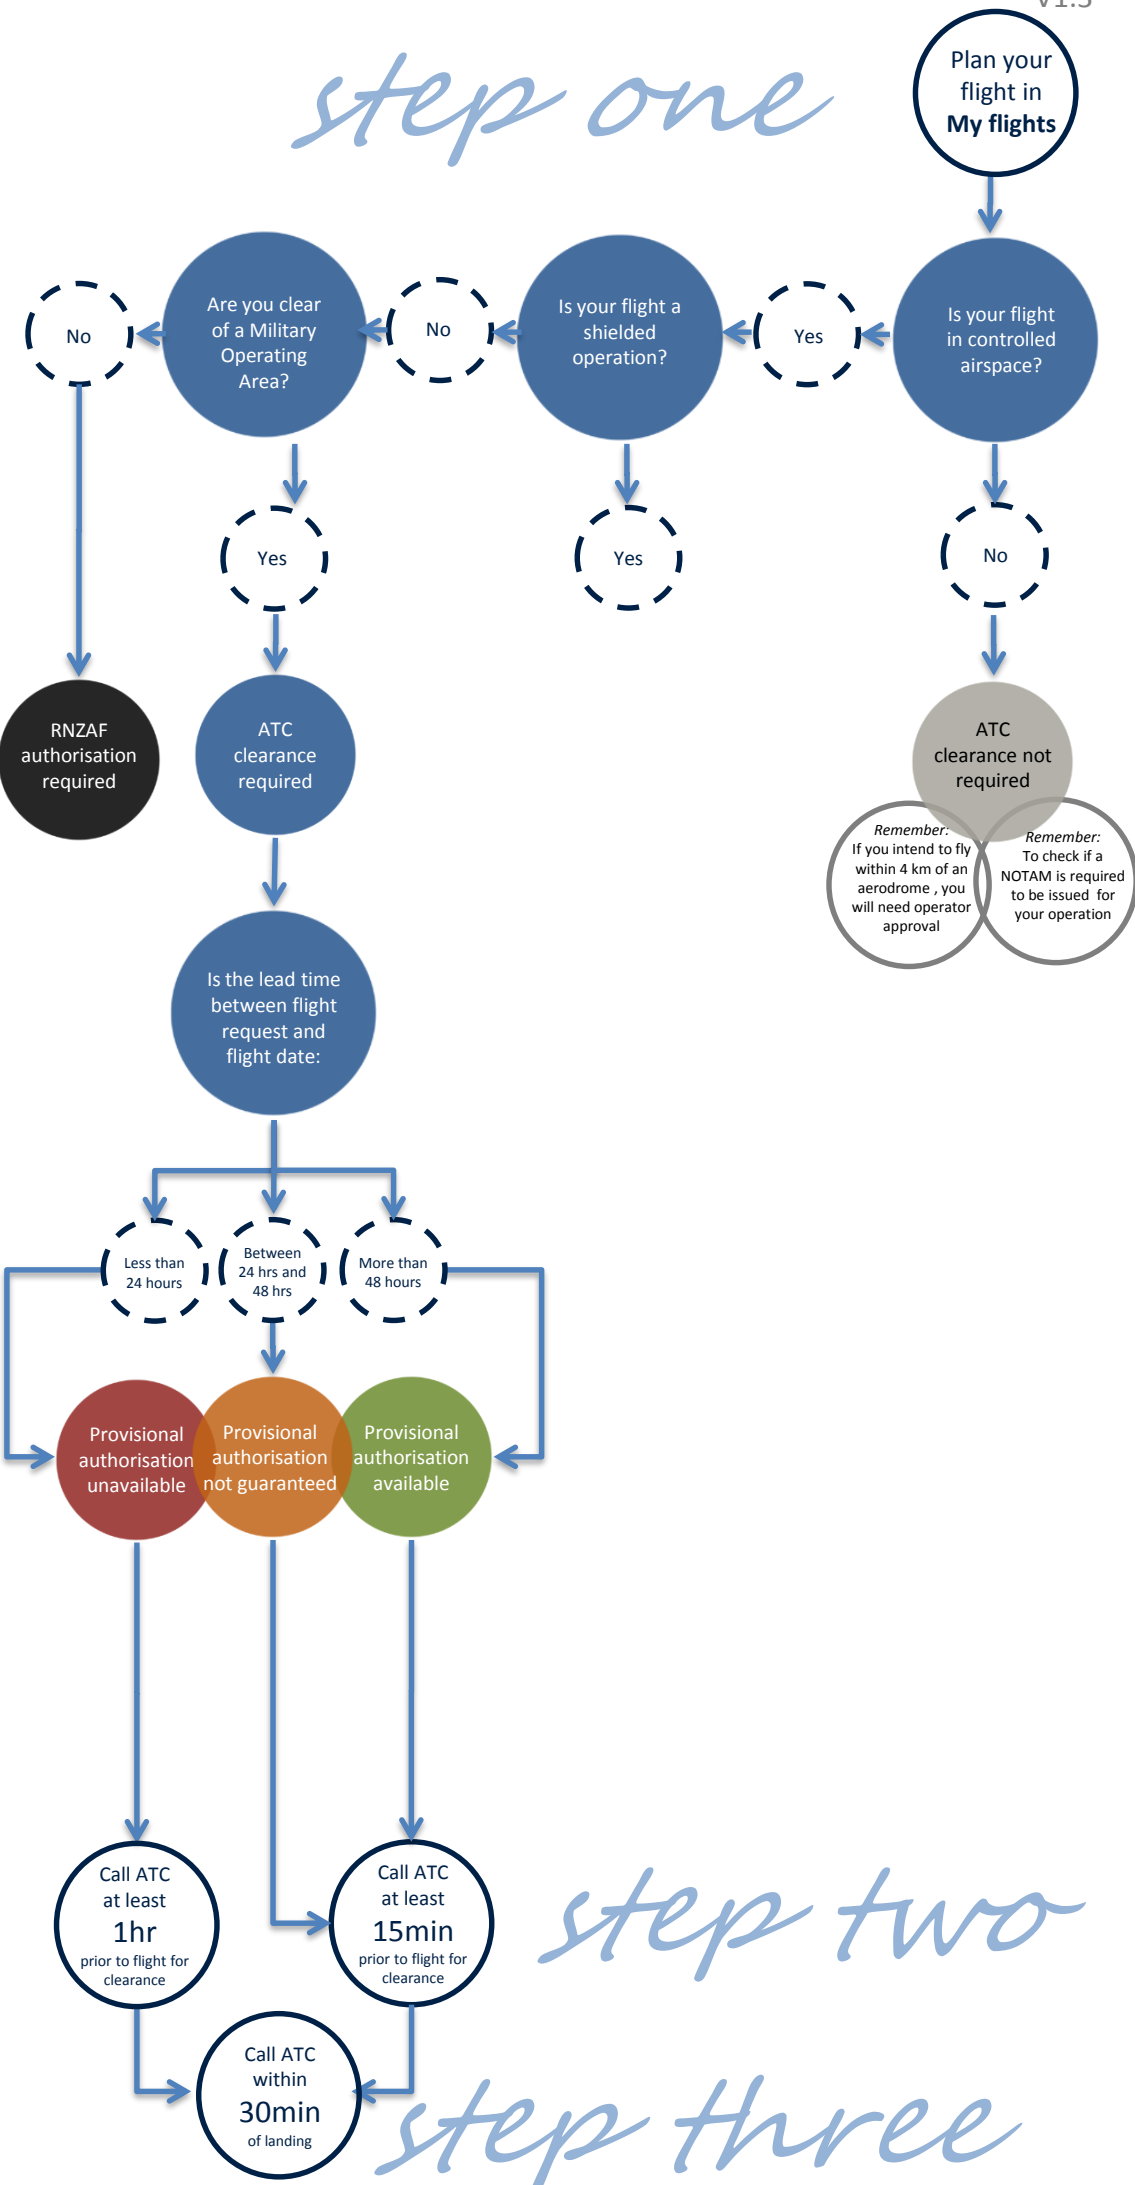 v1.3
step one
Plan your
flight in
My flights
Is your flight
in controlled
airspace?
Yes
Is your flight a
shielded
operation?
No
Are you clear
of a Military
Operating
Area?
No
Yes
Yes
No
RNZAF
authorisation
required
ATC
clearance
required
ATC
clearance not
required
Remember:
If you intend to fly
within 4 km of an
aerodrome , you
will need operator
approval
Remember:
To check if a
NOTAM is required
to be issued for
your operation
Is the lead time
between flight
request and
flight date:
Less than
24 hours
Between
24 hrs and
48 hrs
More than
48 hours
Provisional
authorisation
unavailable
Provisional
authorisation
not guaranteed
Provisional
authorisation
available
Call ATC
at least
1hr
prior to flight for
clearance
Call ATC
at least
15min
prior to flight for
clearance
step two
Call ATC
within
30min
of landing
step three